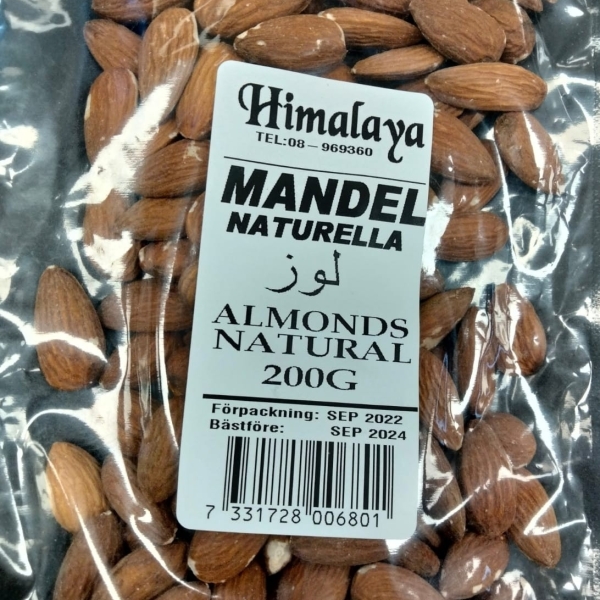 Himalaya
TEL:08-969360
MANDEL
NATURELLA
لوز
ALMONDS
NATURAL
200G
Förpackning: SEP 2022
Bästföre: SEP 2024
7 331728 006801